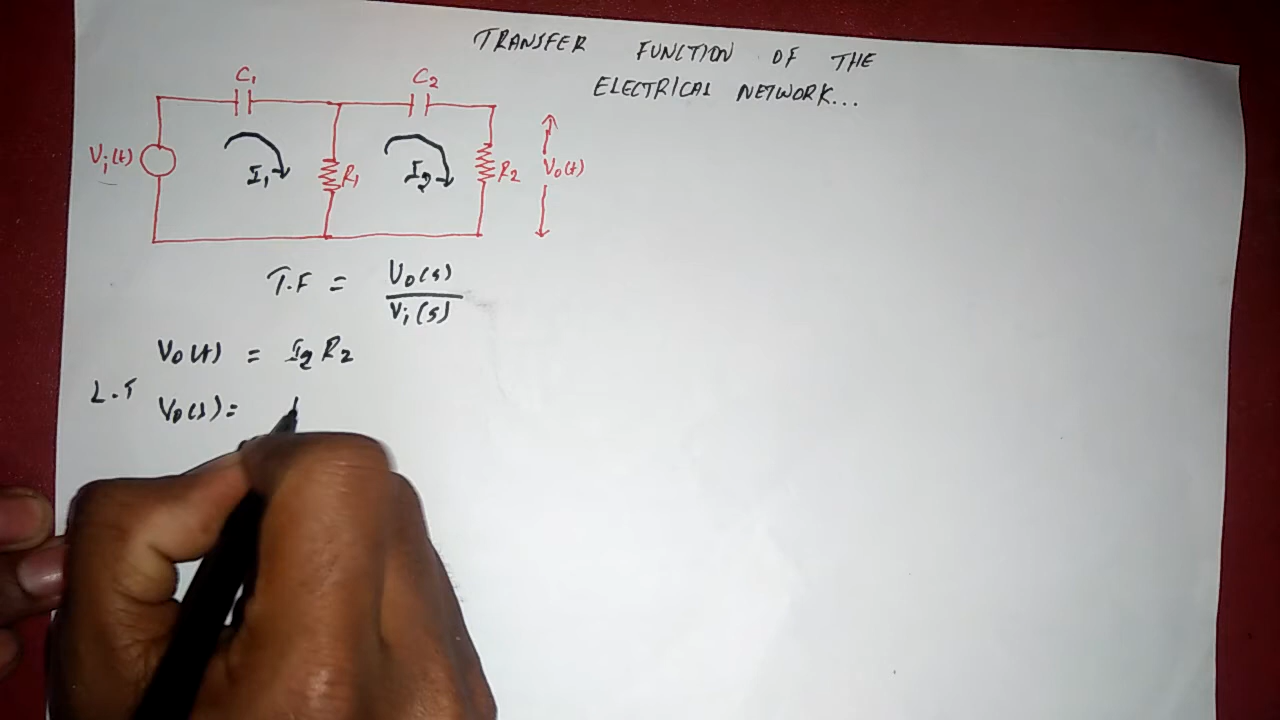 TRANSFER FUNCTION OF THE
ELECTRICAL NETWORK...
C₁
C₂
Vᵢ(t)
I₁
R₁
I₂
R₂
V₀(t)
T.F = V₀(s)
Vᵢ(s)
V₀(t) = I₂ R₂
L.T V₀(s) =